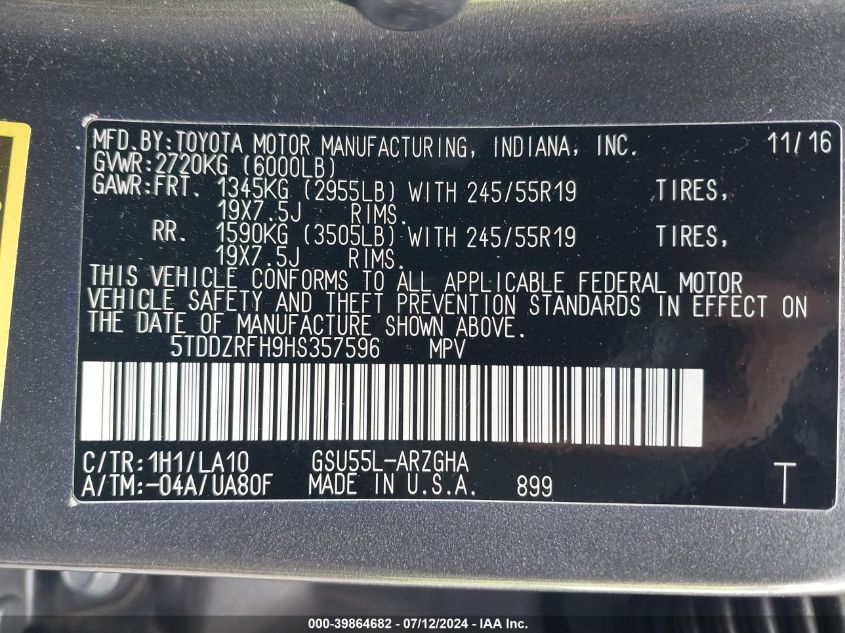 MFD.BY:TOYOTA MOTOR MANUFACTURING, INDIANA, INC. 11/16
GVWR:2720KG (6000LB)
GAWR:FRT. 1345KG (2955LB) WITH 245/55R19 TIRES,
19X7.5J RIMS.
RR. 1590KG (3505LB) WITH 245/55R19 TIRES,
19X7.5J RIMS.
THIS VEHICLE CONFORMS TO ALL APPLICABLE FEDERAL MOTOR
VEHICLE SAFETY AND THEFT PREVENTION STANDARDS IN EFFECT ON
THE DATE OF MANUFACTURE SHOWN ABOVE.
5TDDZRFH9HS357596 MPV
C/TR:1H1/LA10 GSU55L-ARZGHA
A/TM:-04A/UA80F MADE IN U.S.A. 899 T
000-39864682 - 07/12/2024 - IAA Inc.